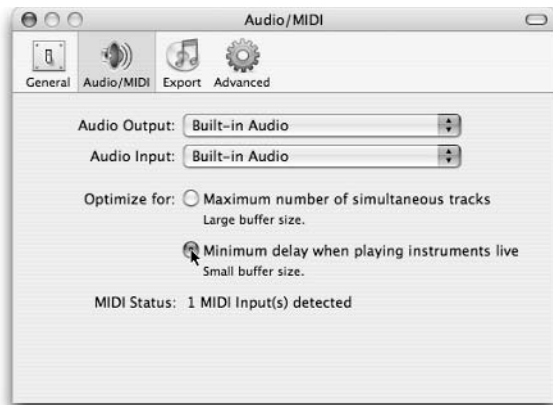 Audio/MIDI
General Audio/MIDI Export Advanced
Audio Output: Built-in Audio
Audio Input: Built-in Audio
Optimize for: Maximum number of simultaneous tracks
Large buffer size.
Minimum delay when playing instruments live
Small buffer size.
MIDI Status: 1 MIDI Input(s) detected